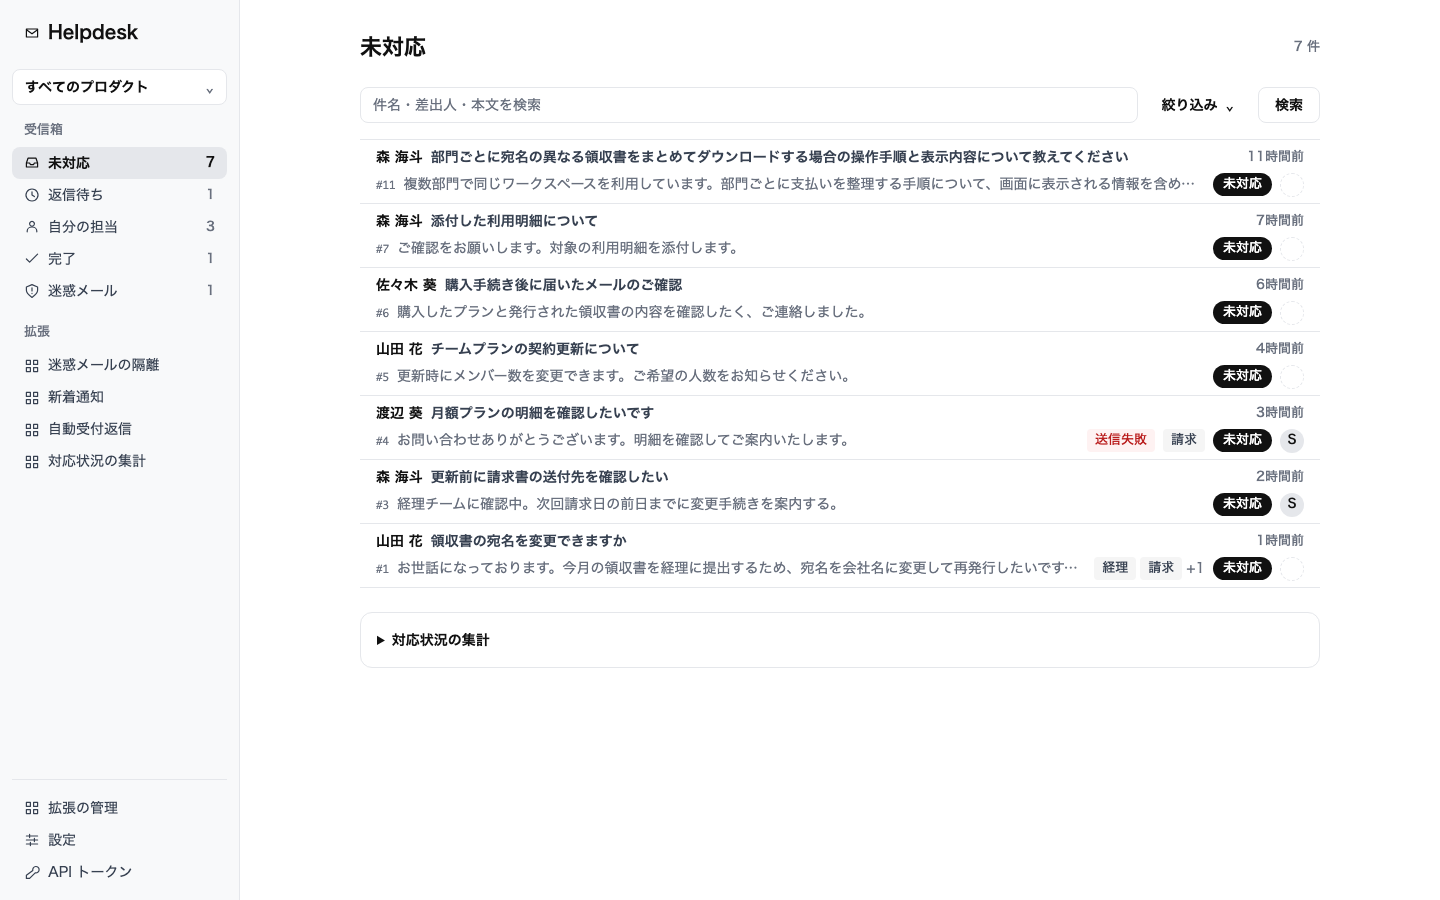 Helpdesk
すべてのプロダクト
受信箱
未対応 7
返信待ち 1
自分の担当 3
完了 1
迷惑メール 1
拡張
迷惑メールの隔離
新着通知
自動受付返信
対応状況の集計
拡張の管理
設定
API トークン
未対応 7 件
件名・差出人・本文を検索 絞り込み 検索
森 海斗 部門ごとに宛名の異なる領収書をまとめてダウンロードする場合の操作手順と表示内容について教えてください 11時間前
#11 複数部門で同じワークスペースを利用しています。部門ごとに支払いを整理する手順について、画面に表示される情報を含め… 未対応
森 海斗 添付した利用明細について 7時間前
#7 ご確認をお願いします。対象の利用明細を添付します。 未対応
佐々木 葵 購入手続き後に届いたメールのご確認 6時間前
#6 購入したプランと発行された領収書の内容を確認したく、ご連絡しました。 未対応
山田 花 チームプランの契約更新について 4時間前
#5 更新時にメンバー数を変更できます。ご希望の人数をお知らせください。 未対応
渡辺 葵 月額プランの明細を確認したいです 3時間前
#4 お問い合わせありがとうございます。明細を確認してご案内いたします。 送信失敗 請求 未対応 S
森 海斗 更新前に請求書の送付先を確認したい 2時間前
#3 経理チームに確認中。次回請求日の前日までに変更手続きを案内する。 未対応 S
山田 花 領収書の宛名を変更できますか 1時間前
#1 お世話になっております。今月の領収書を経理に提出するため、宛名を会社名に変更して再発行したいです… 経理 請求 +1 未対応
対応状況の集計